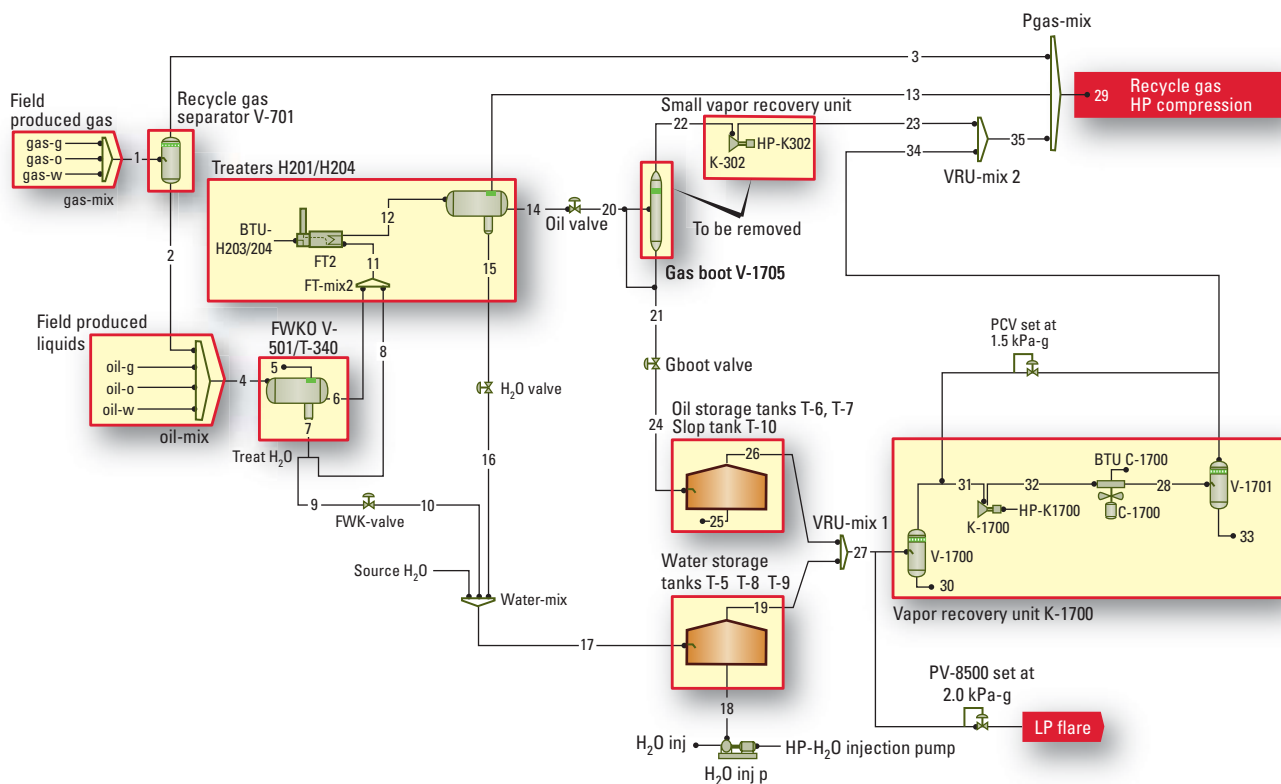 Pgas-mix
3
13
29
Recycle gas
HP compression
Field
produced gas
gas-g
gas-o
gas-w
gas-mix
1
Recycle gas
separator V-701
2
Small vapor recovery unit
22
K-302
HP-K302
23
34
35
VRU-mix 2
To be removed
Treaters H201/H204
BTU-
H203/204
FT2
12
11
FT-mix2
14
Oil valve
20
15
Gas boot V-1705
21
Gboot valve
24
Field produced
liquids
oil-g
oil-o
oil-w
oil-mix
4
FWKO V-
501/T-340
5
6
7
8
Treat H₂O
9
FWK-valve
10
H₂O valve
16
Source H₂O
Water-mix
17
Oil storage tanks T-6, T-7
Slop tank T-10
26
25
VRU-mix 1
27
Water storage
tanks T-5 T-8 T-9
19
18
H₂O inj
HP-H₂O injection pump
H₂O inj p
PCV set at
1.5 kPa-g
31
32
BTU C-1700
28
V-1701
K-1700
HP-K1700
C-1700
33
V-1700
30
Vapor recovery unit K-1700
PV-8500 set at
2.0 kPa-g
LP flare